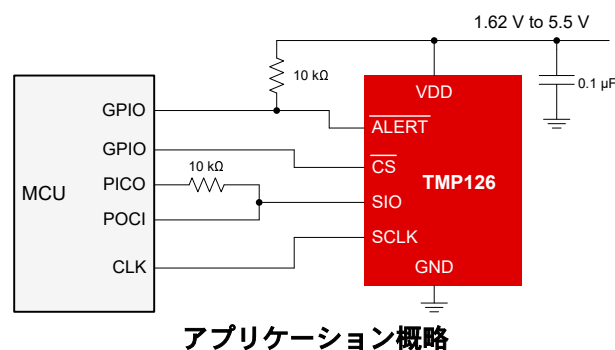 1.62 V to 5.5 V
10 kΩ
0.1 µF
VDD
GPIO
ALERT
GPIO
CS
10 kΩ
PICO
TMP126
MCU
SIO
POCI
SCLK
CLK
GND
アプリケーション概略